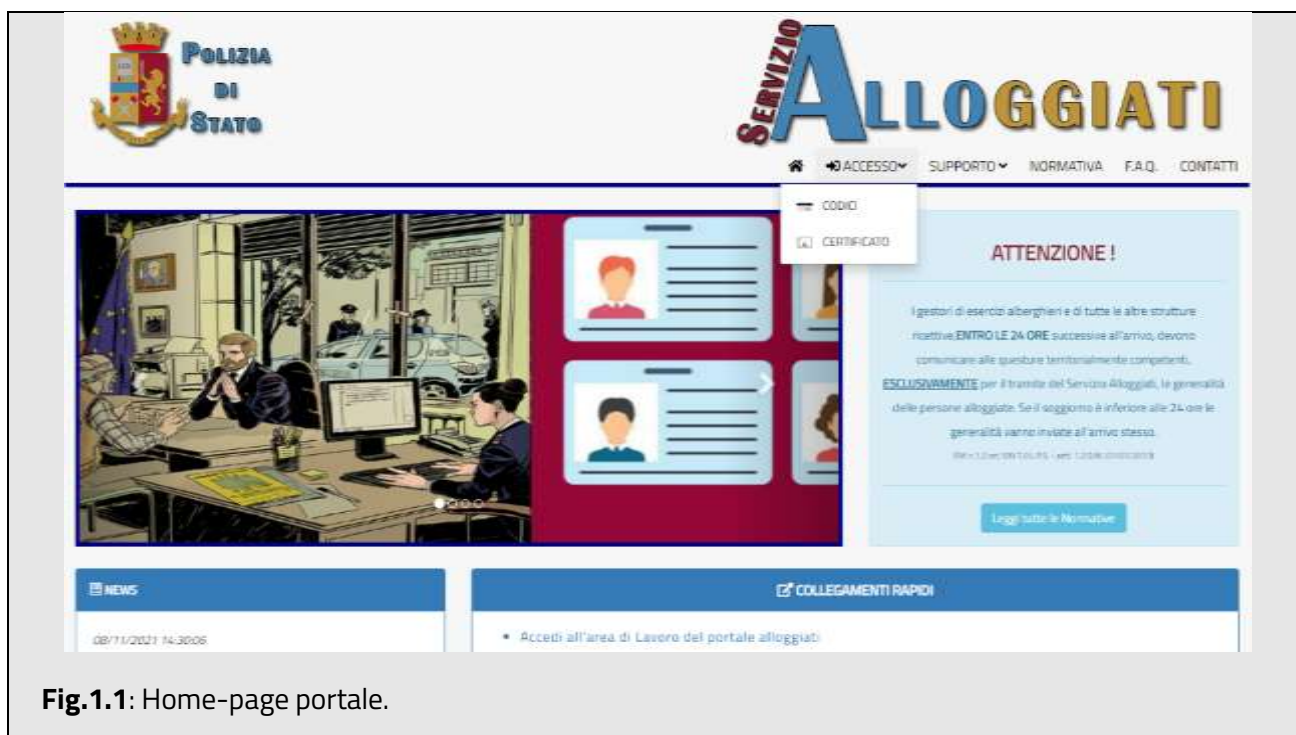 POLIZIA
DI
STATO
SERVIZIO
ALLOGGIATI
ACCESSO
SUPPORTO
NORMATIVA
F.A.Q.
CONTATTI
CODICI
CERTIFICATO
ATTENZIONE !
I gestori di esercizi alberghieri e di tutte le altre strutture
ricettive,ENTRO LE 24 ORE successive all'arrivo, devono
comunicare alle questure territorialmente competenti,
ESCLUSIVAMENTE per il tramite del Servizio Alloggiati, le generalità
delle persone alloggiate. Se il soggiorno è inferiore alle 24 ore le
generalità vanno inviate all'arrivo stesso.
Leggi tutte le Normative
NEWS
08/11/2021 14:30:06
COLLEGAMENTI RAPIDI
Accedi all'area di Lavoro del portale alloggiati
Fig.1.1: Home-page portale.